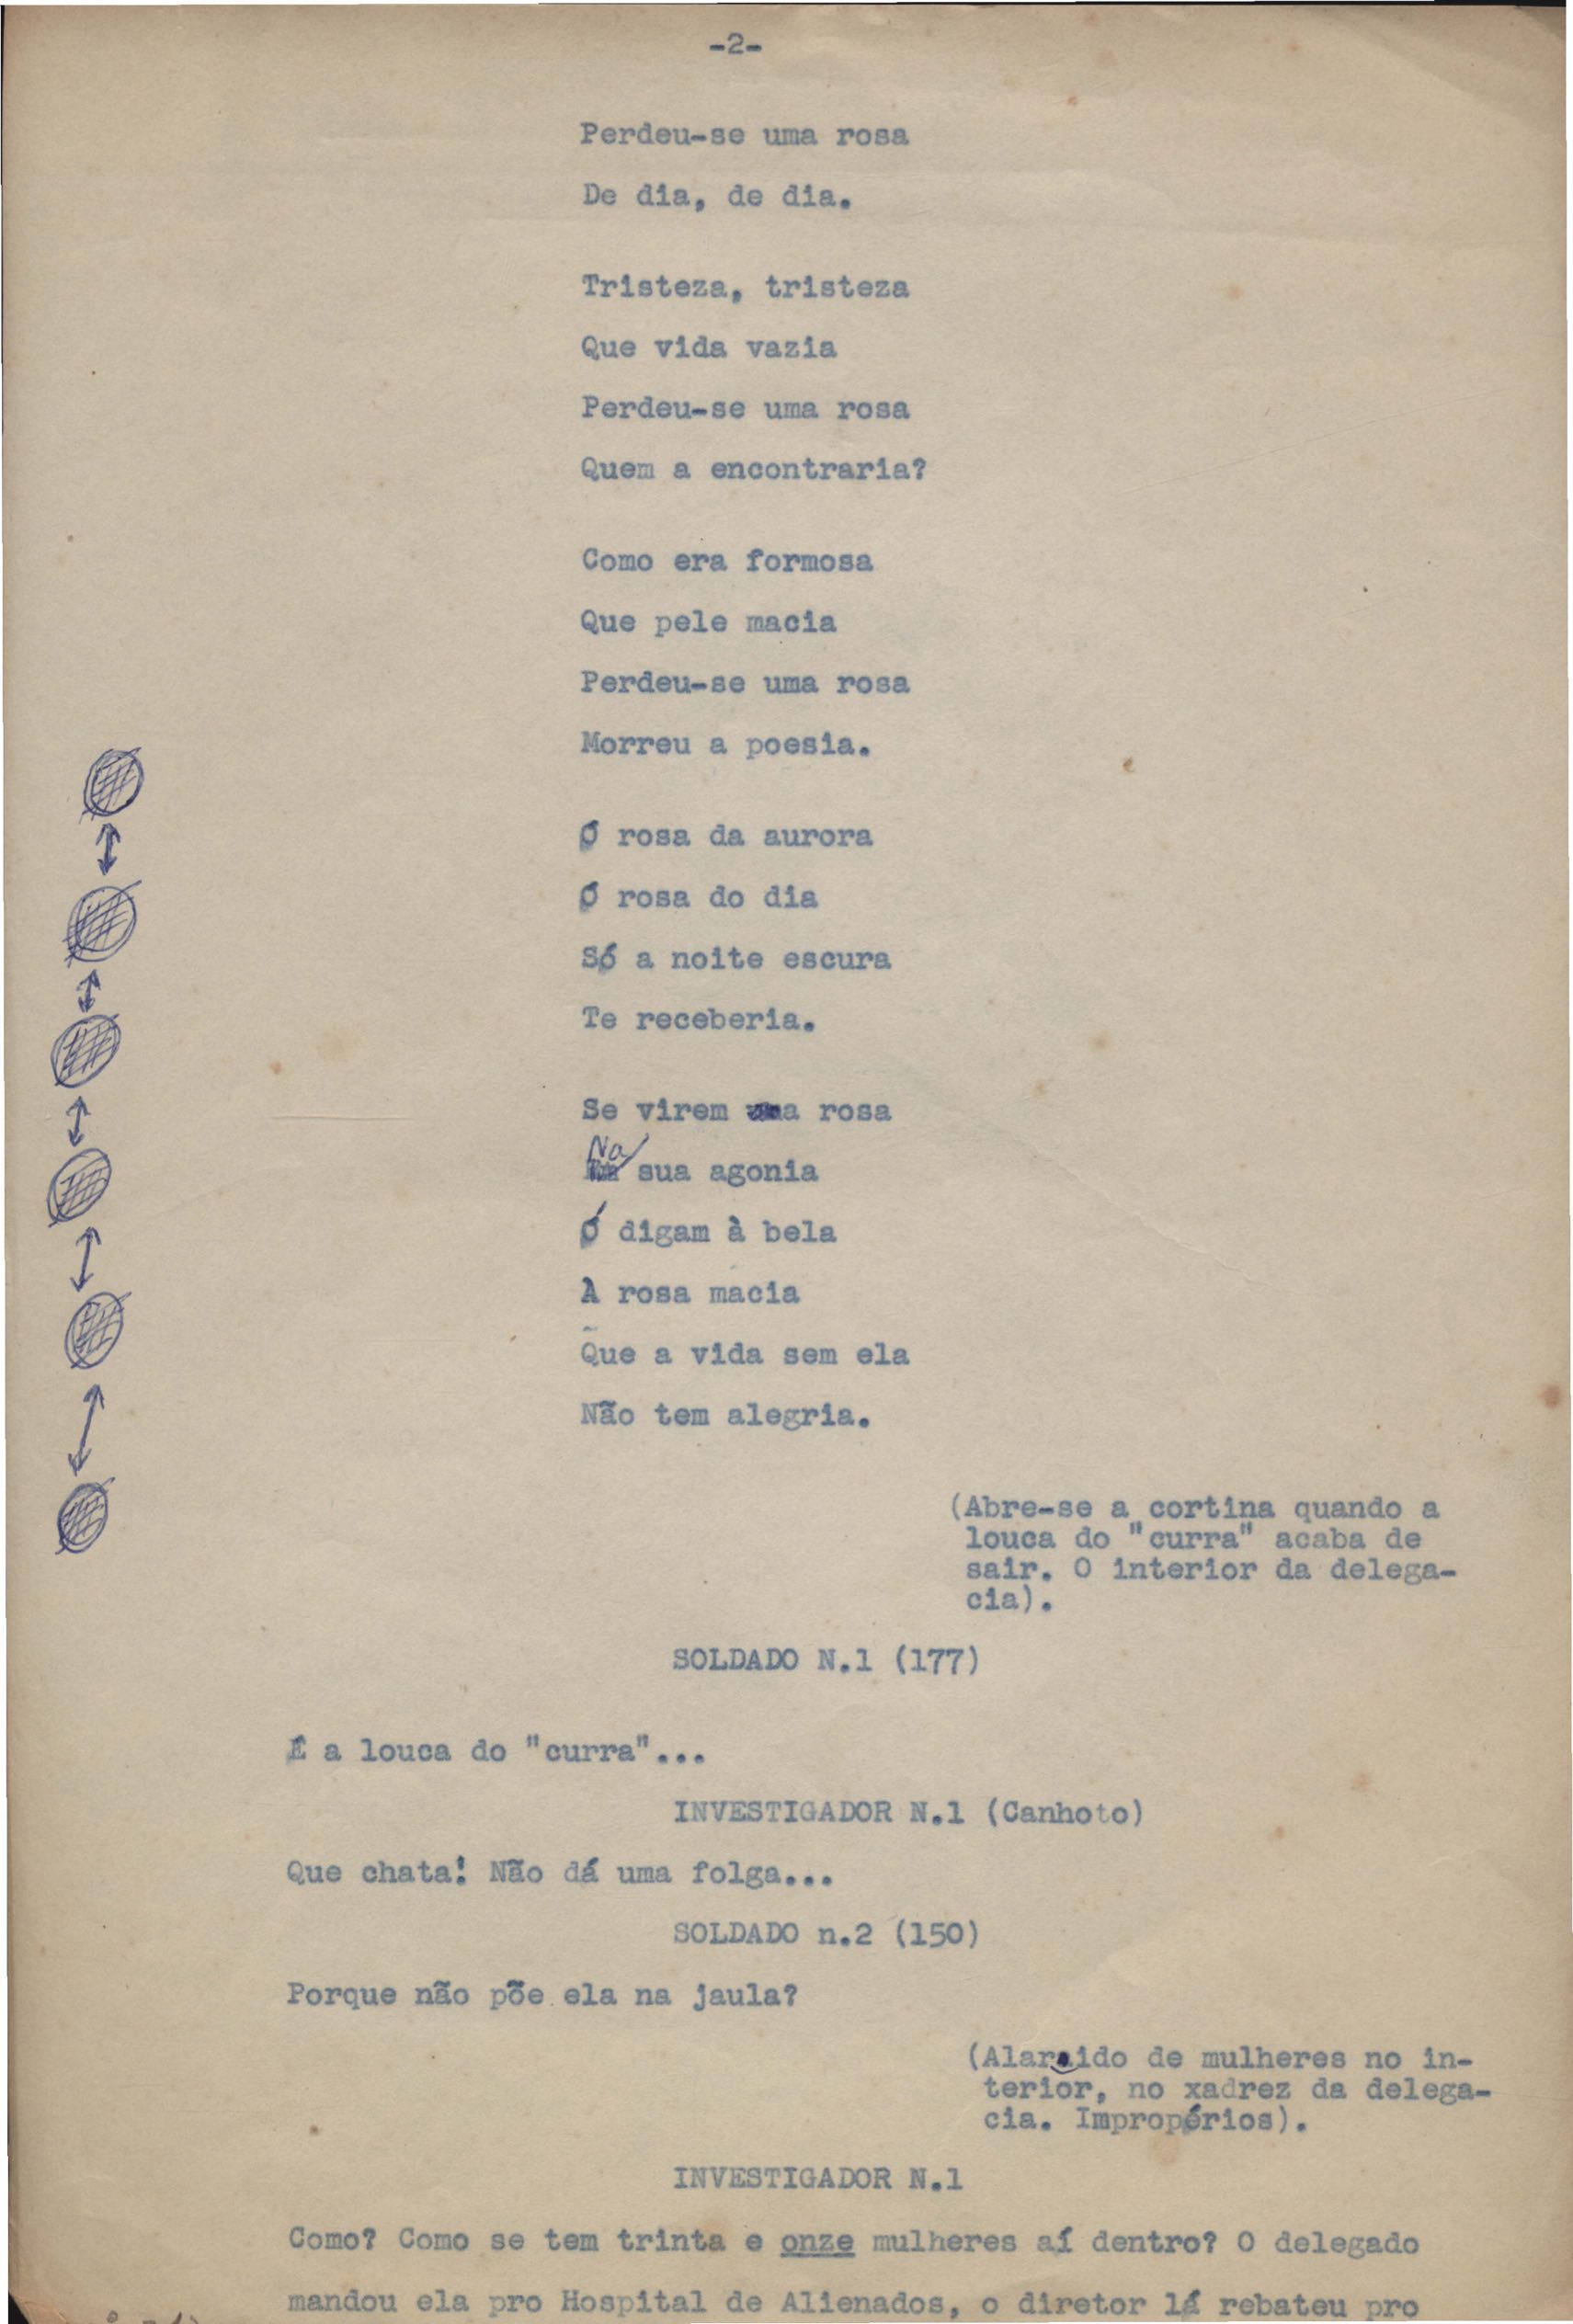 -2-
Perdeu-se uma rosa
De dia, de dia.
Tristeza, tristeza
Que vida vazia
Perdeu-se uma rosa
Quem a encontraria?
Como era formosa
Que pele macia
Perdeu-se uma rosa
Morreu a poesia.
Ó rosa da aurora
Ó rosa do dia
Só a noite escura
Te receberia.
Se virem uma rosa
Na sua agonia
Ó digam à bela
À rosa macia
Que a vida sem ela
Não tem alegria.
(Abre-se a cortina quando a
louca do "curra" acaba de
sair. O interior da delega-
cia).
SOLDADO N.1 (177)
É a louca do "curra"...
INVESTIGADOR N.1 (Canhoto)
Que chata! Não dá uma folga...
SOLDADO n.2 (150)
Porque não põe ela na jaula?
(Alarido de mulheres no in-
terior, no xadrez da delega-
cia. Impropérios).
INVESTIGADOR N.1
Como? Como se tem trinta e onze mulheres aí dentro? O delegado
mandou ela pro Hospital de Alienados, o diretor lá rebateu pro